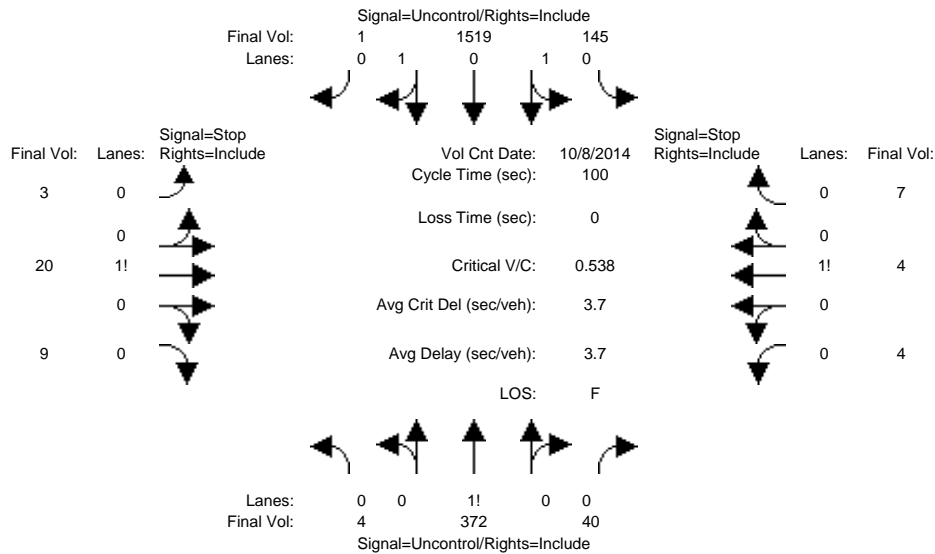 Signal=Uncontrol/Rights=Include
Final Vol: 1 1519 145
Lanes: 0 1 0 1 0
Signal=Stop
Final Vol: Lanes: Rights=Include
Vol Cnt Date: 10/8/2014
Signal=Stop
Rights=Include Lanes: Final Vol:
Cycle Time (sec): 100
3 0
0 7
Loss Time (sec): 0
0
0
20 1!
Critical V/C: 0.538
1! 4
0
Avg Crit Del (sec/veh): 3.7
0
9 0
Avg Delay (sec/veh): 3.7
0 4
LOS: F
Lanes: 0 0 1! 0 0
Final Vol: 4 372 40
Signal=Uncontrol/Rights=Include